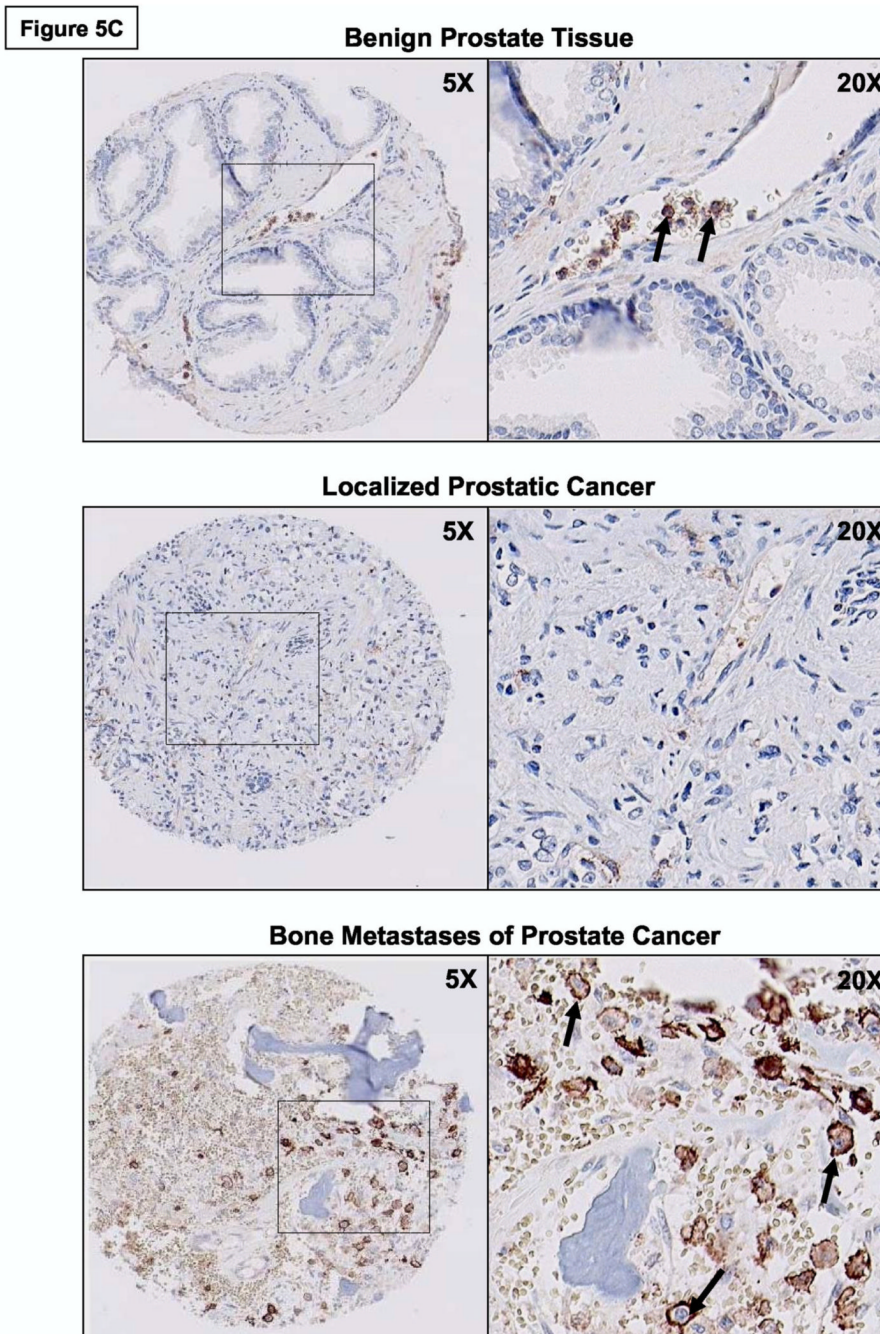 Figure 5C
Benign Prostate Tissue
5X
20X
Localized Prostatic Cancer
5X
20X
Bone Metastases of Prostate Cancer
5X
20X